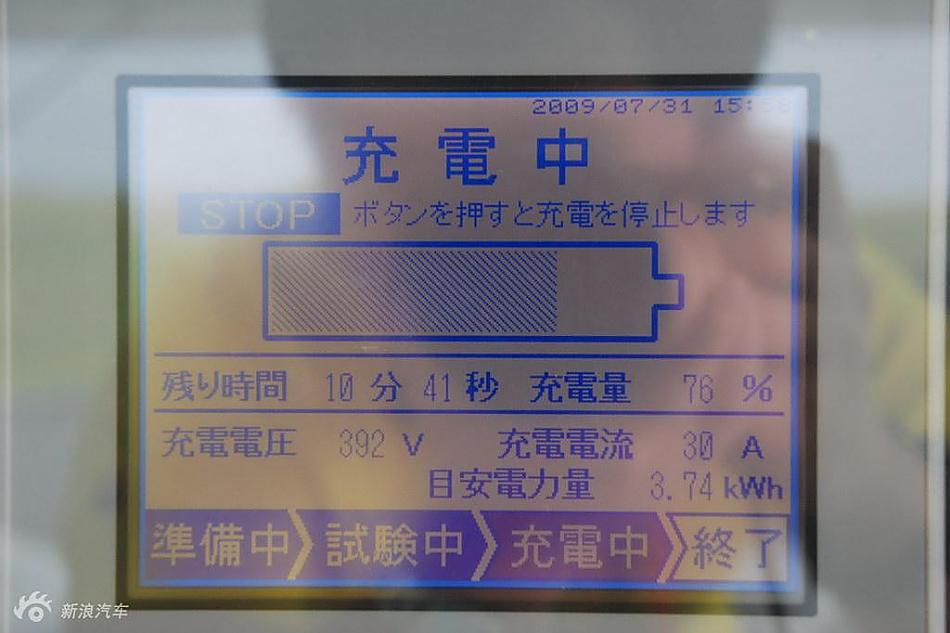 2009/07/31 15:58
充電中
STOP ボタンを押すと充電を停止します
残り時間 10 分 41 秒 充電量 76 %
充電電圧 392 V 充電電流 30 A
目安電力量 3.74 kWh
準備中 試験中 充電中 終了
新浪汽车